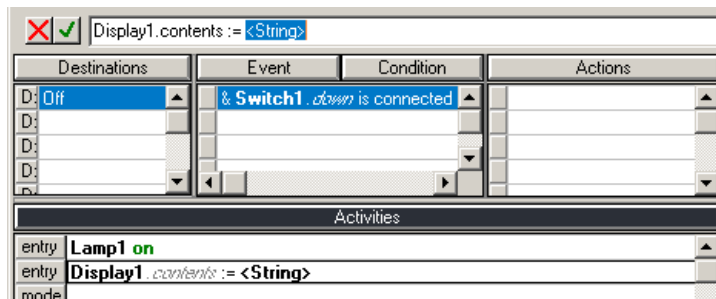 Display1.contents := <String>
Destinations Event Condition Actions
D: Off & Switch1.down is connected
D:
D:
D:
D:
Activities
entry Lamp1 on
entry Display1.contents := <String>
mode